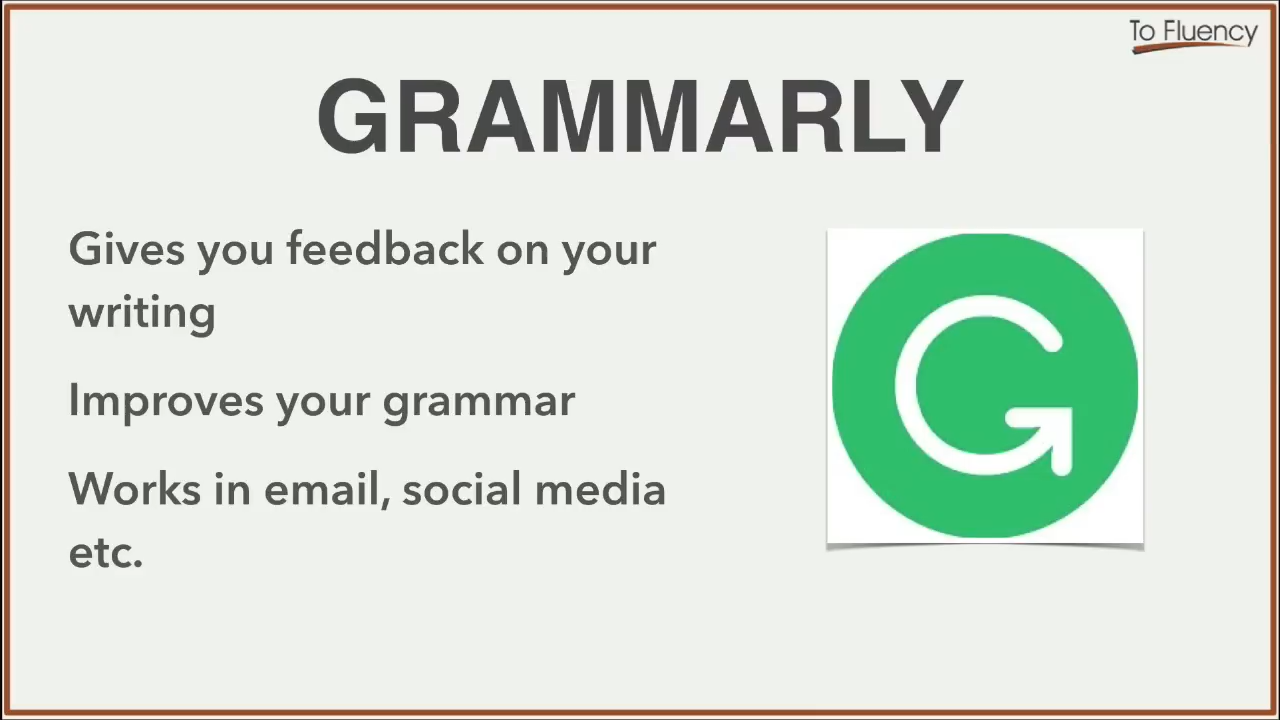 To Fluency
GRAMMARLY
Gives you feedback on your
writing
Improves your grammar
Works in email, social media
etc.